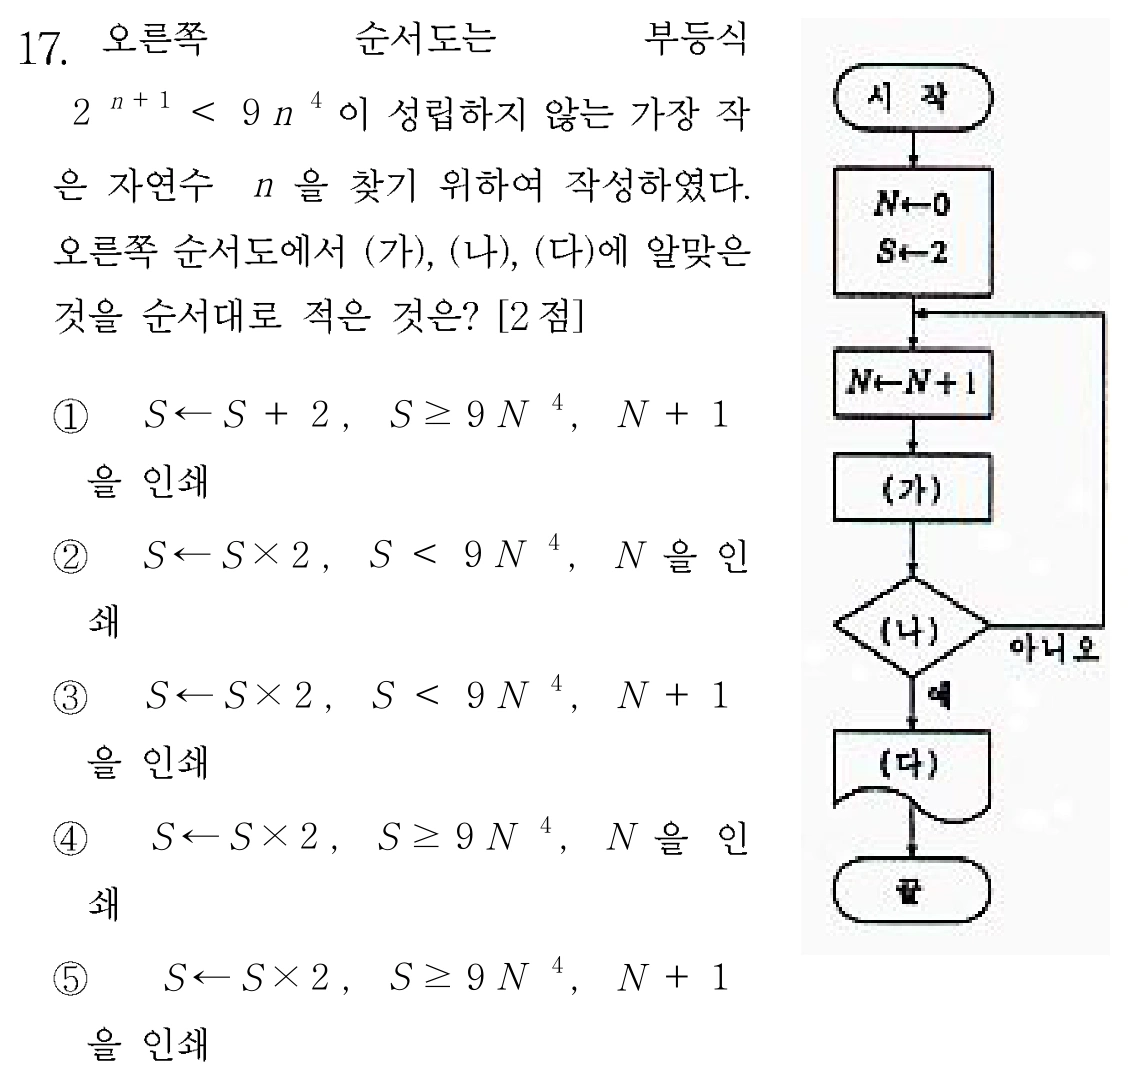 17. 오른쪽 순서도는 부등식
2^{n+1} < 9n^4 이 성립하지 않는 가장 작
은 자연수 n 을 찾기 위하여 작성하였다.
오른쪽 순서도에서 (가), (나), (다)에 알맞은
것을 순서대로 적은 것은? [2점]
① S←S + 2, S ≥ 9N^4, N + 1
을 인쇄
② S←S×2, S < 9N^4, N 을 인
쇄
③ S←S×2, S < 9N^4, N + 1
을 인쇄
④ S←S×2, S ≥ 9N^4, N 을 인
쇄
⑤ S←S×2, S ≥ 9N^4, N + 1
을 인쇄
시 작
N←0
S←2
N←N+1
(가)
(나)
아니오
예
(다)
끝